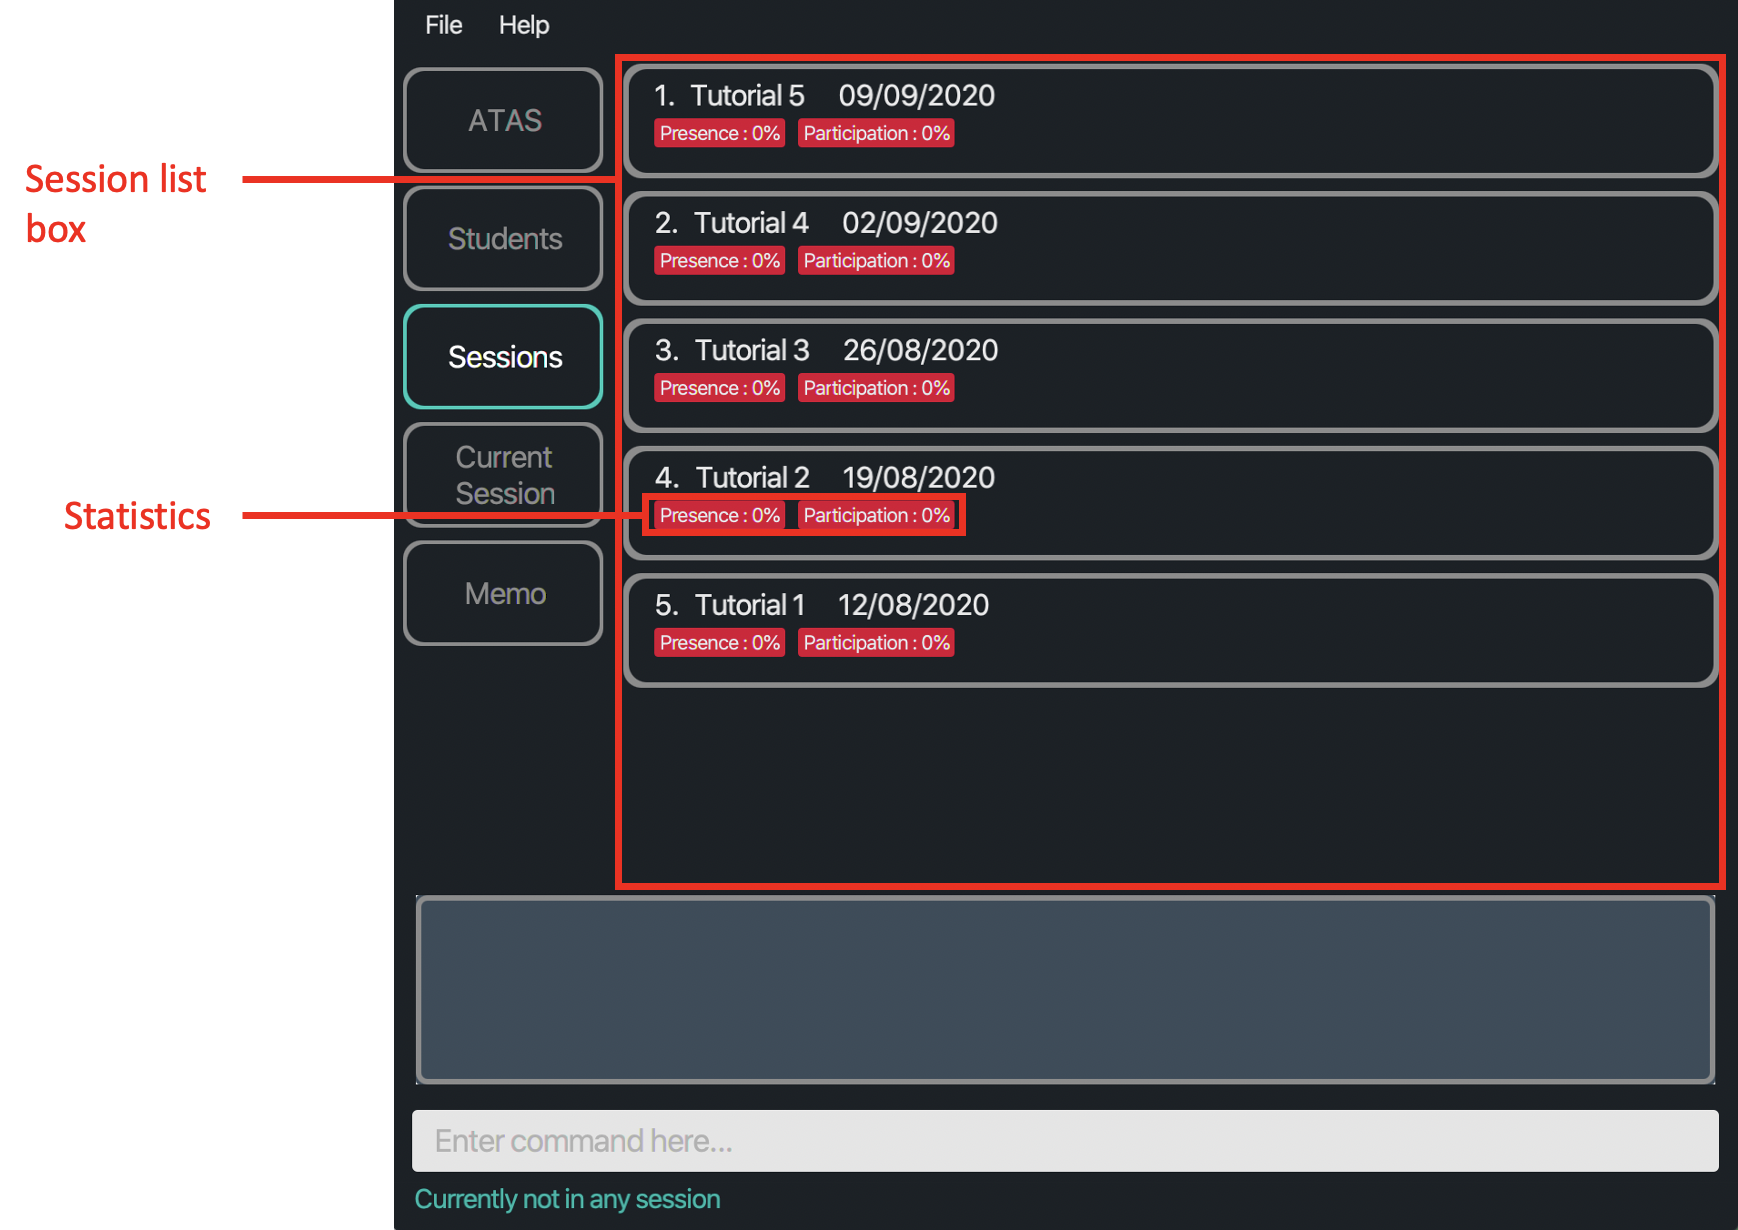 File Help
Session list
box
Statistics
ATAS
Students
Sessions
Current
Session
Memo
1. Tutorial 5 09/09/2020
Presence : 0% Participation : 0%
2. Tutorial 4 02/09/2020
Presence : 0% Participation : 0%
3. Tutorial 3 26/08/2020
Presence : 0% Participation : 0%
4. Tutorial 2 19/08/2020
Presence : 0% Participation : 0%
5. Tutorial 1 12/08/2020
Presence : 0% Participation : 0%
Enter command here...
Currently not in any session